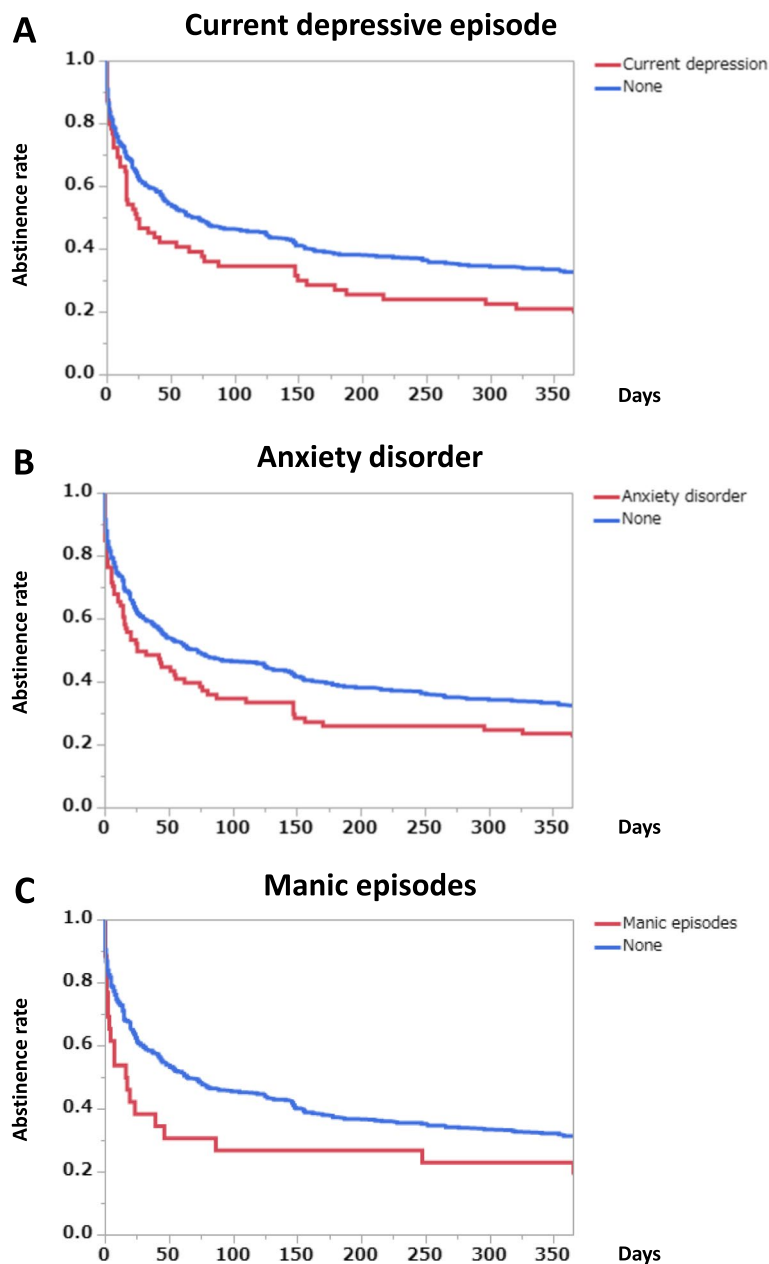 A
Current depressive episode
Abstinence rate
1.0
0.8
0.6
0.4
0.2
0.0
0 50 100 150 200 250 300 350
Days
Current depression
None
B
Anxiety disorder
Abstinence rate
1.0
0.8
0.6
0.4
0.2
0.0
0 50 100 150 200 250 300 350
Days
Anxiety disorder
None
C
Manic episodes
Abstinence rate
1.0
0.8
0.6
0.4
0.2
0.0
0 50 100 150 200 250 300 350
Days
Manic episodes
None